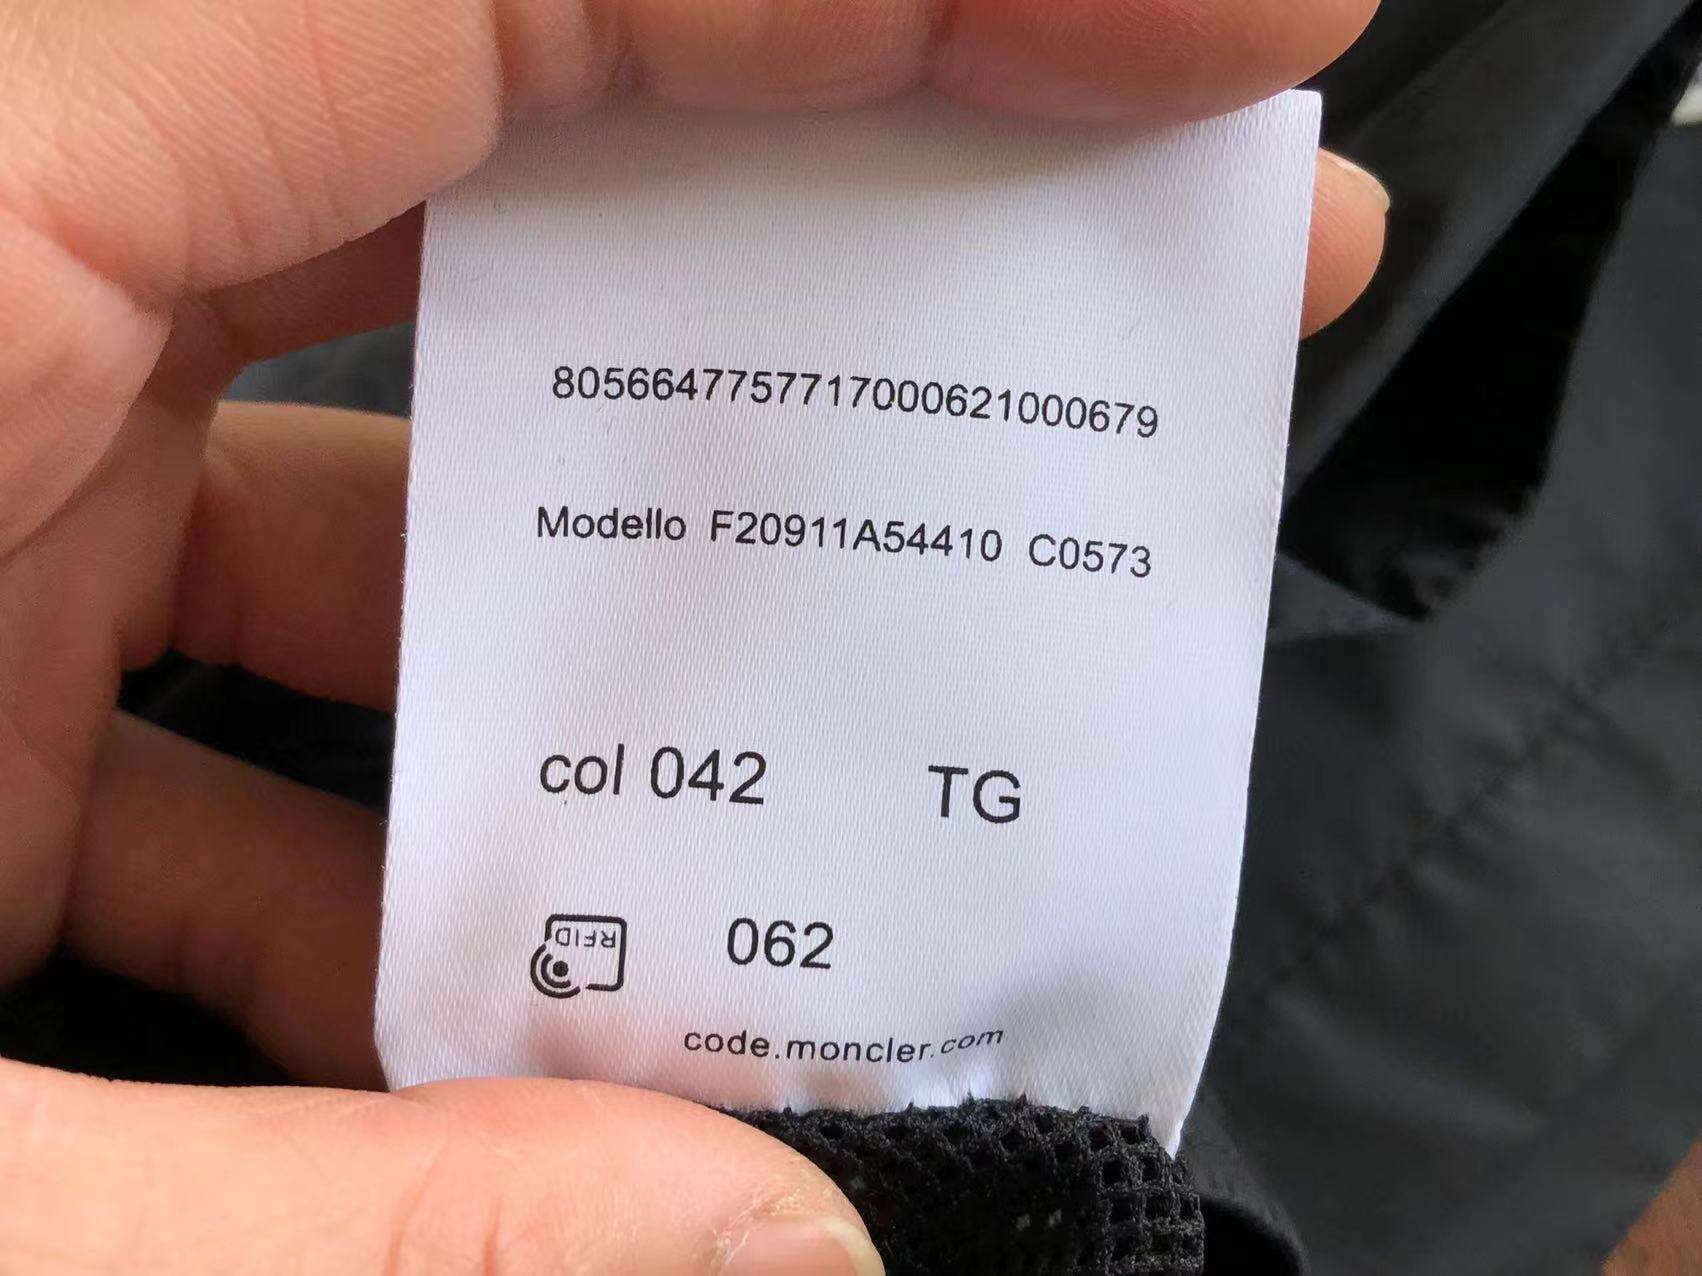 8056647757717000621000679
Modello F20911A54410 C0573
col 042 TG
RFID
062
code.moncler.com